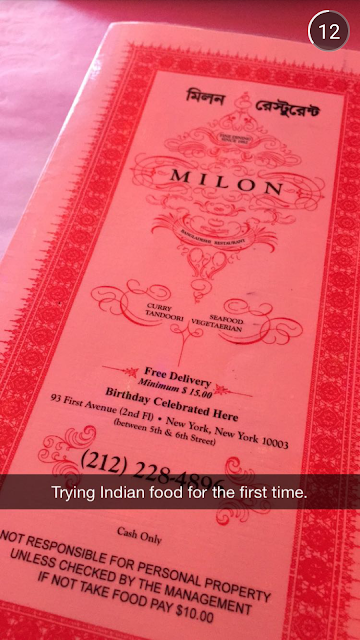 12
মিলন রেস্টুরেন্ট
MILON
BANGLADESHI RESTAURANT
CURRY SEAFOOD
TANDOORI VEGETAERIAN
Free Delivery
Minimum $ 15.00
Birthday Celebrated Here
93 First Avenue (2nd Fl) • New York, New York 10003
(between 5th & 6th Street)
(212) 228-4896
Trying Indian food for the first time.
Cash Only
NOT RESPONSIBLE FOR PERSONAL PROPERTY
UNLESS CHECKED BY THE MANAGEMENT
IF NOT TAKE FOOD PAY $10.00